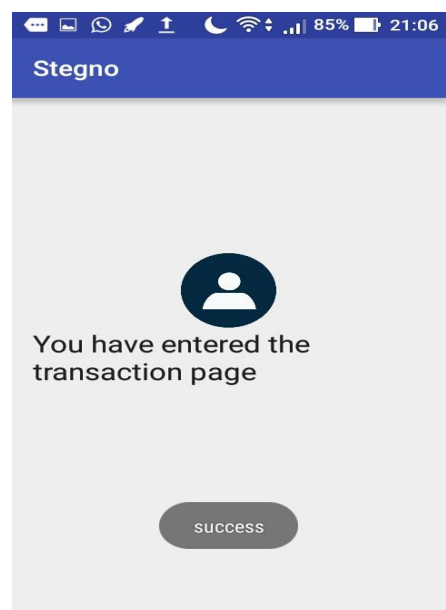 85% 21:06
Stegno
You have entered the
transaction page
success